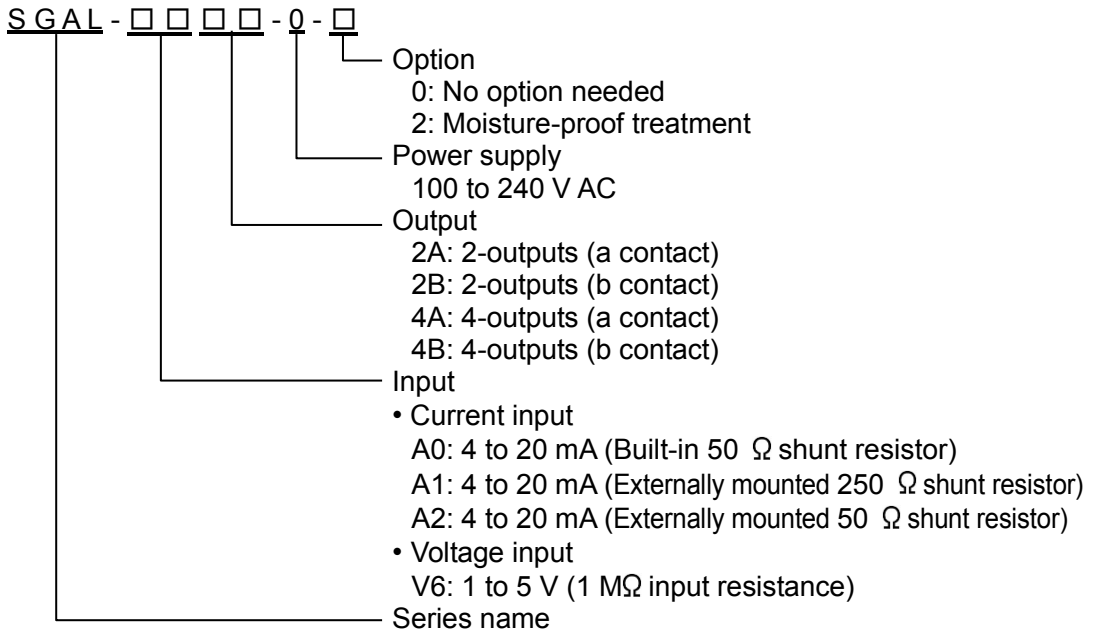 SGAL-□□□□-0-□
Option
0: No option needed
2: Moisture-proof treatment
Power supply
100 to 240 V AC
Output
2A: 2-outputs (a contact)
2B: 2-outputs (b contact)
4A: 4-outputs (a contact)
4B: 4-outputs (b contact)
Input
• Current input
A0: 4 to 20 mA (Built-in 50 Ω shunt resistor)
A1: 4 to 20 mA (Externally mounted 250 Ω shunt resistor)
A2: 4 to 20 mA (Externally mounted 50 Ω shunt resistor)
• Voltage input
V6: 1 to 5 V (1 MΩ input resistance)
Series name